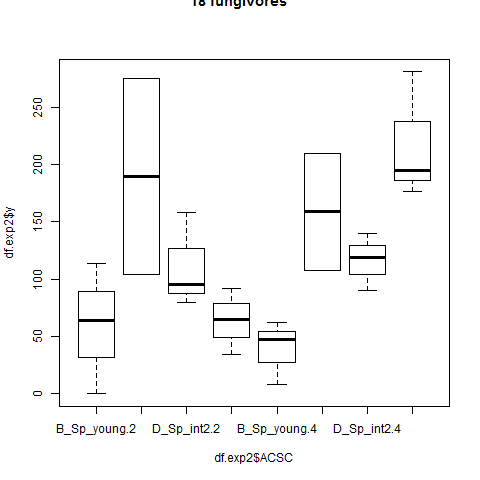 18 fungivores
df.exp2$y
250
200
150
100
50
0
B_Sp_young.2 D_Sp_int2.2 B_Sp_young.4 D_Sp_int2.4
df.exp2$ACSC